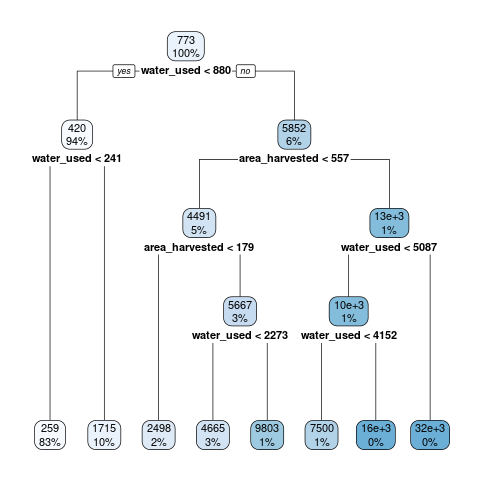 773
100%
yes water_used < 880 no
420
94%
5852
6%
water_used < 241
area_harvested < 557
4491
5%
13e+3
1%
area_harvested < 179
water_used < 5087
5667
3%
10e+3
1%
water_used < 2273
water_used < 4152
259
83%
1715
10%
2498
2%
4665
3%
9803
1%
7500
1%
16e+3
0%
32e+3
0%